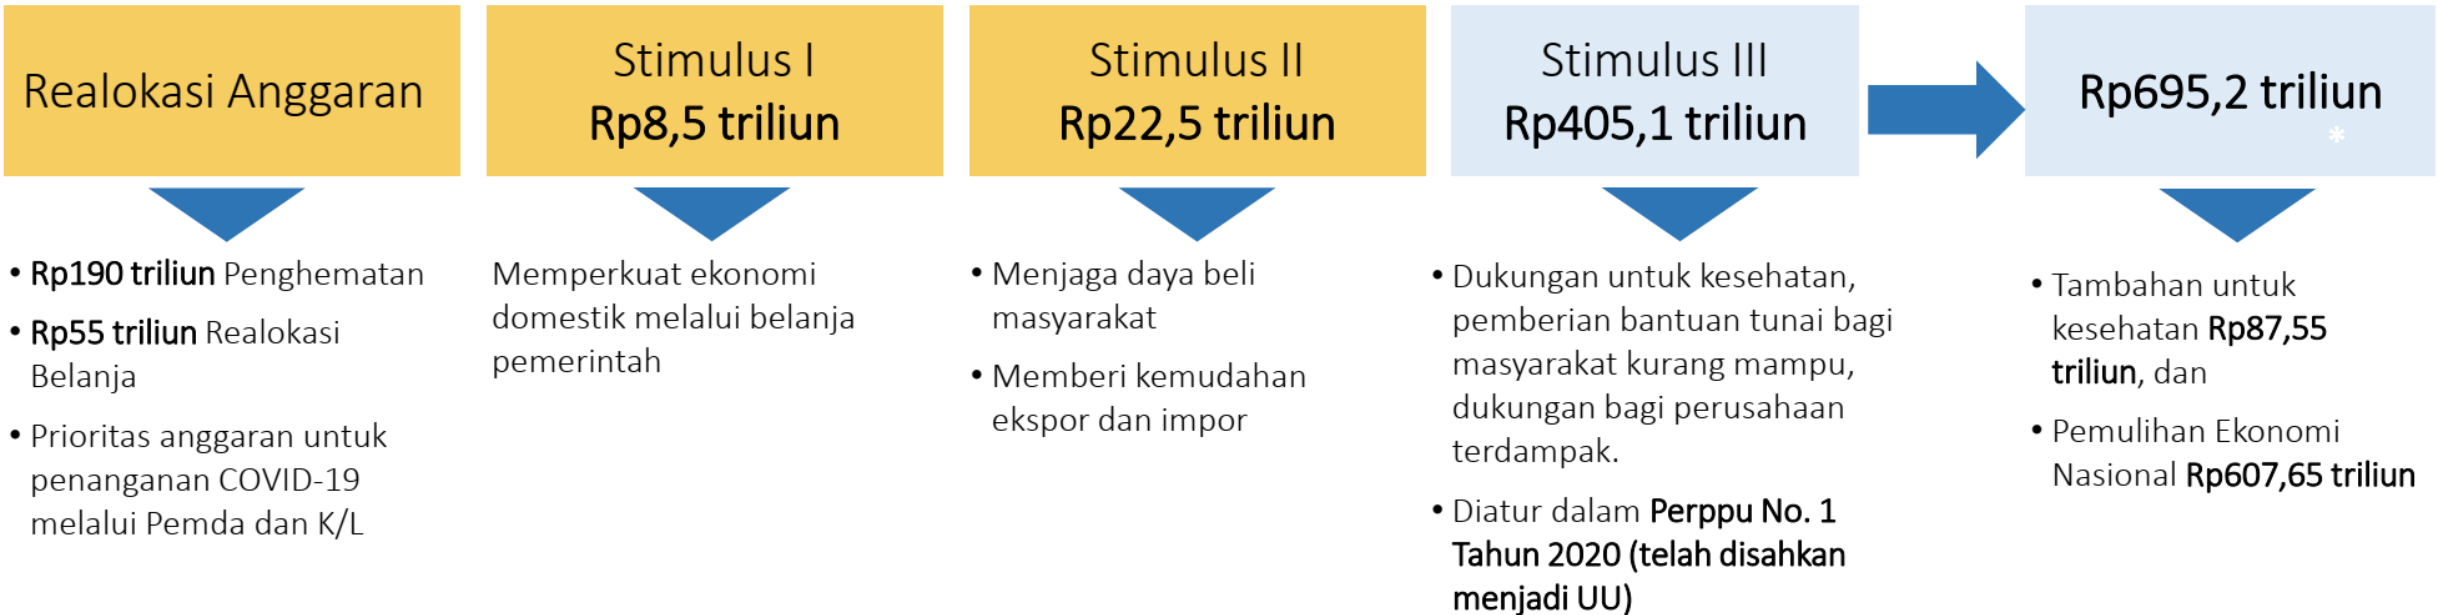 Realokasi Anggaran
• Rp190 triliun Penghematan
• Rp55 triliun Realokasi
Belanja
• Prioritas anggaran untuk
penanganan COVID-19
melalui Pemda dan K/L
Stimulus I
Rp8,5 triliun
Memperkuat ekonomi
domestik melalui belanja
pemerintah
Stimulus II
Rp22,5 triliun
• Menjaga daya beli
masyarakat
• Memberi kemudahan
ekspor dan impor
Stimulus III
Rp405,1 triliun
• Dukungan untuk kesehatan,
pemberian bantuan tunai bagi
masyarakat kurang mampu,
dukungan bagi perusahaan
terdampak.
• Diatur dalam Perppu No. 1
Tahun 2020 (telah disahkan
menjadi UU)
Rp695,2 triliun
*
• Tambahan untuk
kesehatan Rp87,55
triliun, dan
• Pemulihan Ekonomi
Nasional Rp607,65 triliun